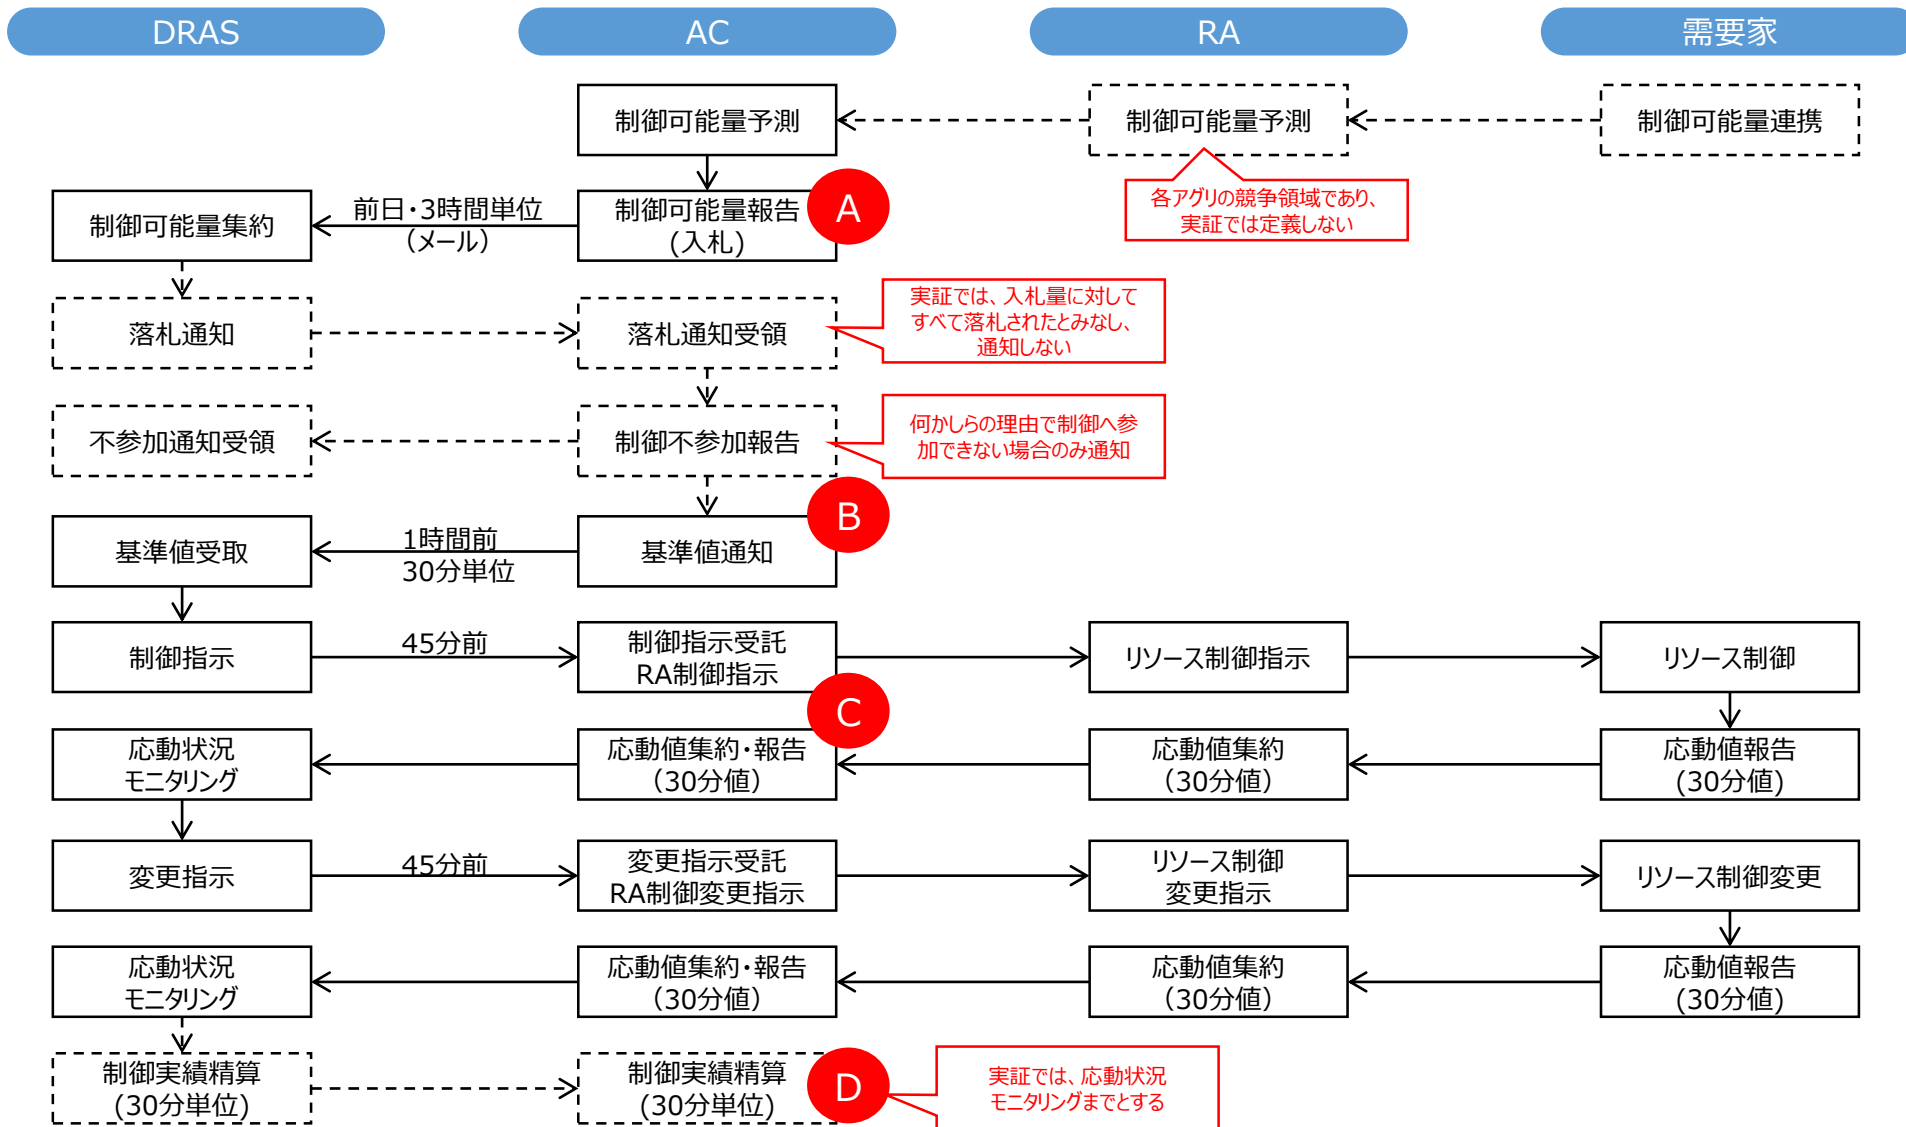 DRAS
AC
RA
需要家
制御可能量予測
制御可能量予測
制御可能量連携
各アグリの競争領域であり、
実証では定義しない
制御可能量集約
前日・3時間単位
（メール）
制御可能量報告
(入札)
A
落札通知
落札通知受領
実証では、入札量に対して
すべて落札されたとみなし、
通知しない
不参加通知受領
制御不参加報告
何かしらの理由で制御へ参
加できない場合のみ通知
基準値受取
1時間前
30分単位
基準値通知
B
制御指示
45分前
制御指示受託
RA制御指示
リソース制御指示
リソース制御
C
応動状況
モニタリング
応動値集約・報告
（30分値）
応動値集約
（30分値）
応動値報告
(30分値)
変更指示
45分前
変更指示受託
RA制御変更指示
リソース制御
変更指示
リソース制御変更
応動状況
モニタリング
応動値集約・報告
（30分値）
応動値集約
（30分値）
応動値報告
(30分値)
制御実績精算
(30分単位)
制御実績精算
(30分単位)
D
実証では、応動状況
モニタリングまでとする